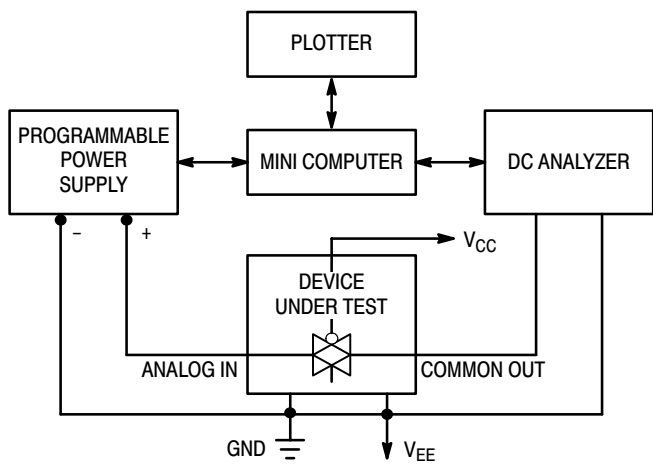 PLOTTER
PROGRAMMABLE
POWER
SUPPLY
MINI COMPUTER
DC ANALYZER
– +
VCC
DEVICE
UNDER TEST
ANALOG IN
COMMON OUT
GND
VEE